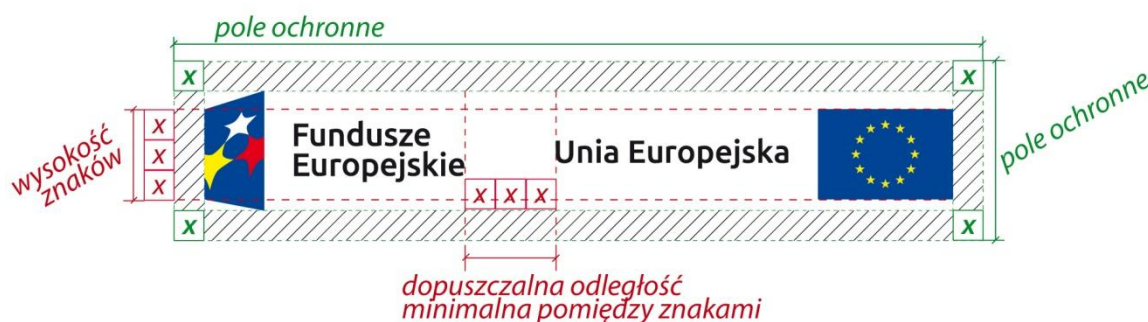 pole ochronne
x
x
wysokość
znaków
x
x
x
Fundusze
Europejskie
Unia Europejska
x x x
pole ochronne
x
x
dopuszczalna odległość
minimalna pomiędzy znakami